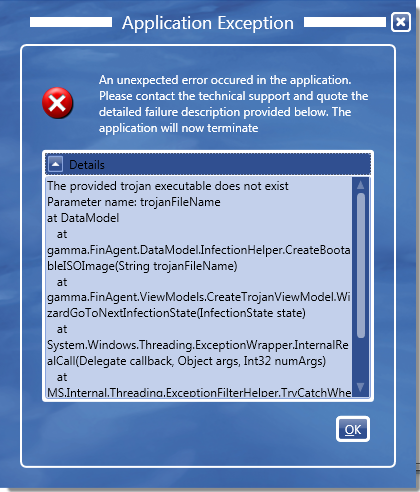 Application Exception
An unexpected error occured in the application.
Please contact the technical support and quote the
detailed failure description provided below. The
application will now terminate
Details
The provided trojan executable does not exist
Parameter name: trojanFileName
at DataModel
at
gamma.FinAgent.DataModel.InfectionHelper.CreateBoota
bleISOImage(String trojanFileName)
at
gamma.FinAgent.ViewModels.CreateTrojanViewModel.Wi
zardGoToNextInfectionState(InfectionState state)
at
System.Windows.Threading.ExceptionWrapper.InternalRe
alCall(Delegate callback, Object args, Int32 numArgs)
at
MS.Internal.Threading.ExceptionFilterHelper.TryCatchWhe
OK